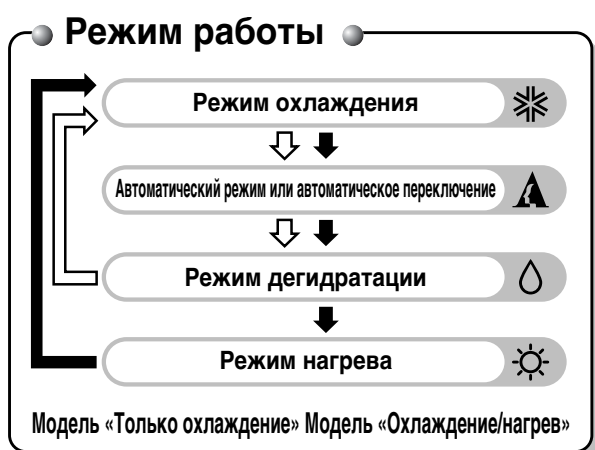 Режим работы
Режим охлаждения
Автоматический режим или автоматическое переключение
Режим дегидратации
Режим нагрева
Модель «Только охлаждение» Модель «Охлаждение/нагрев»